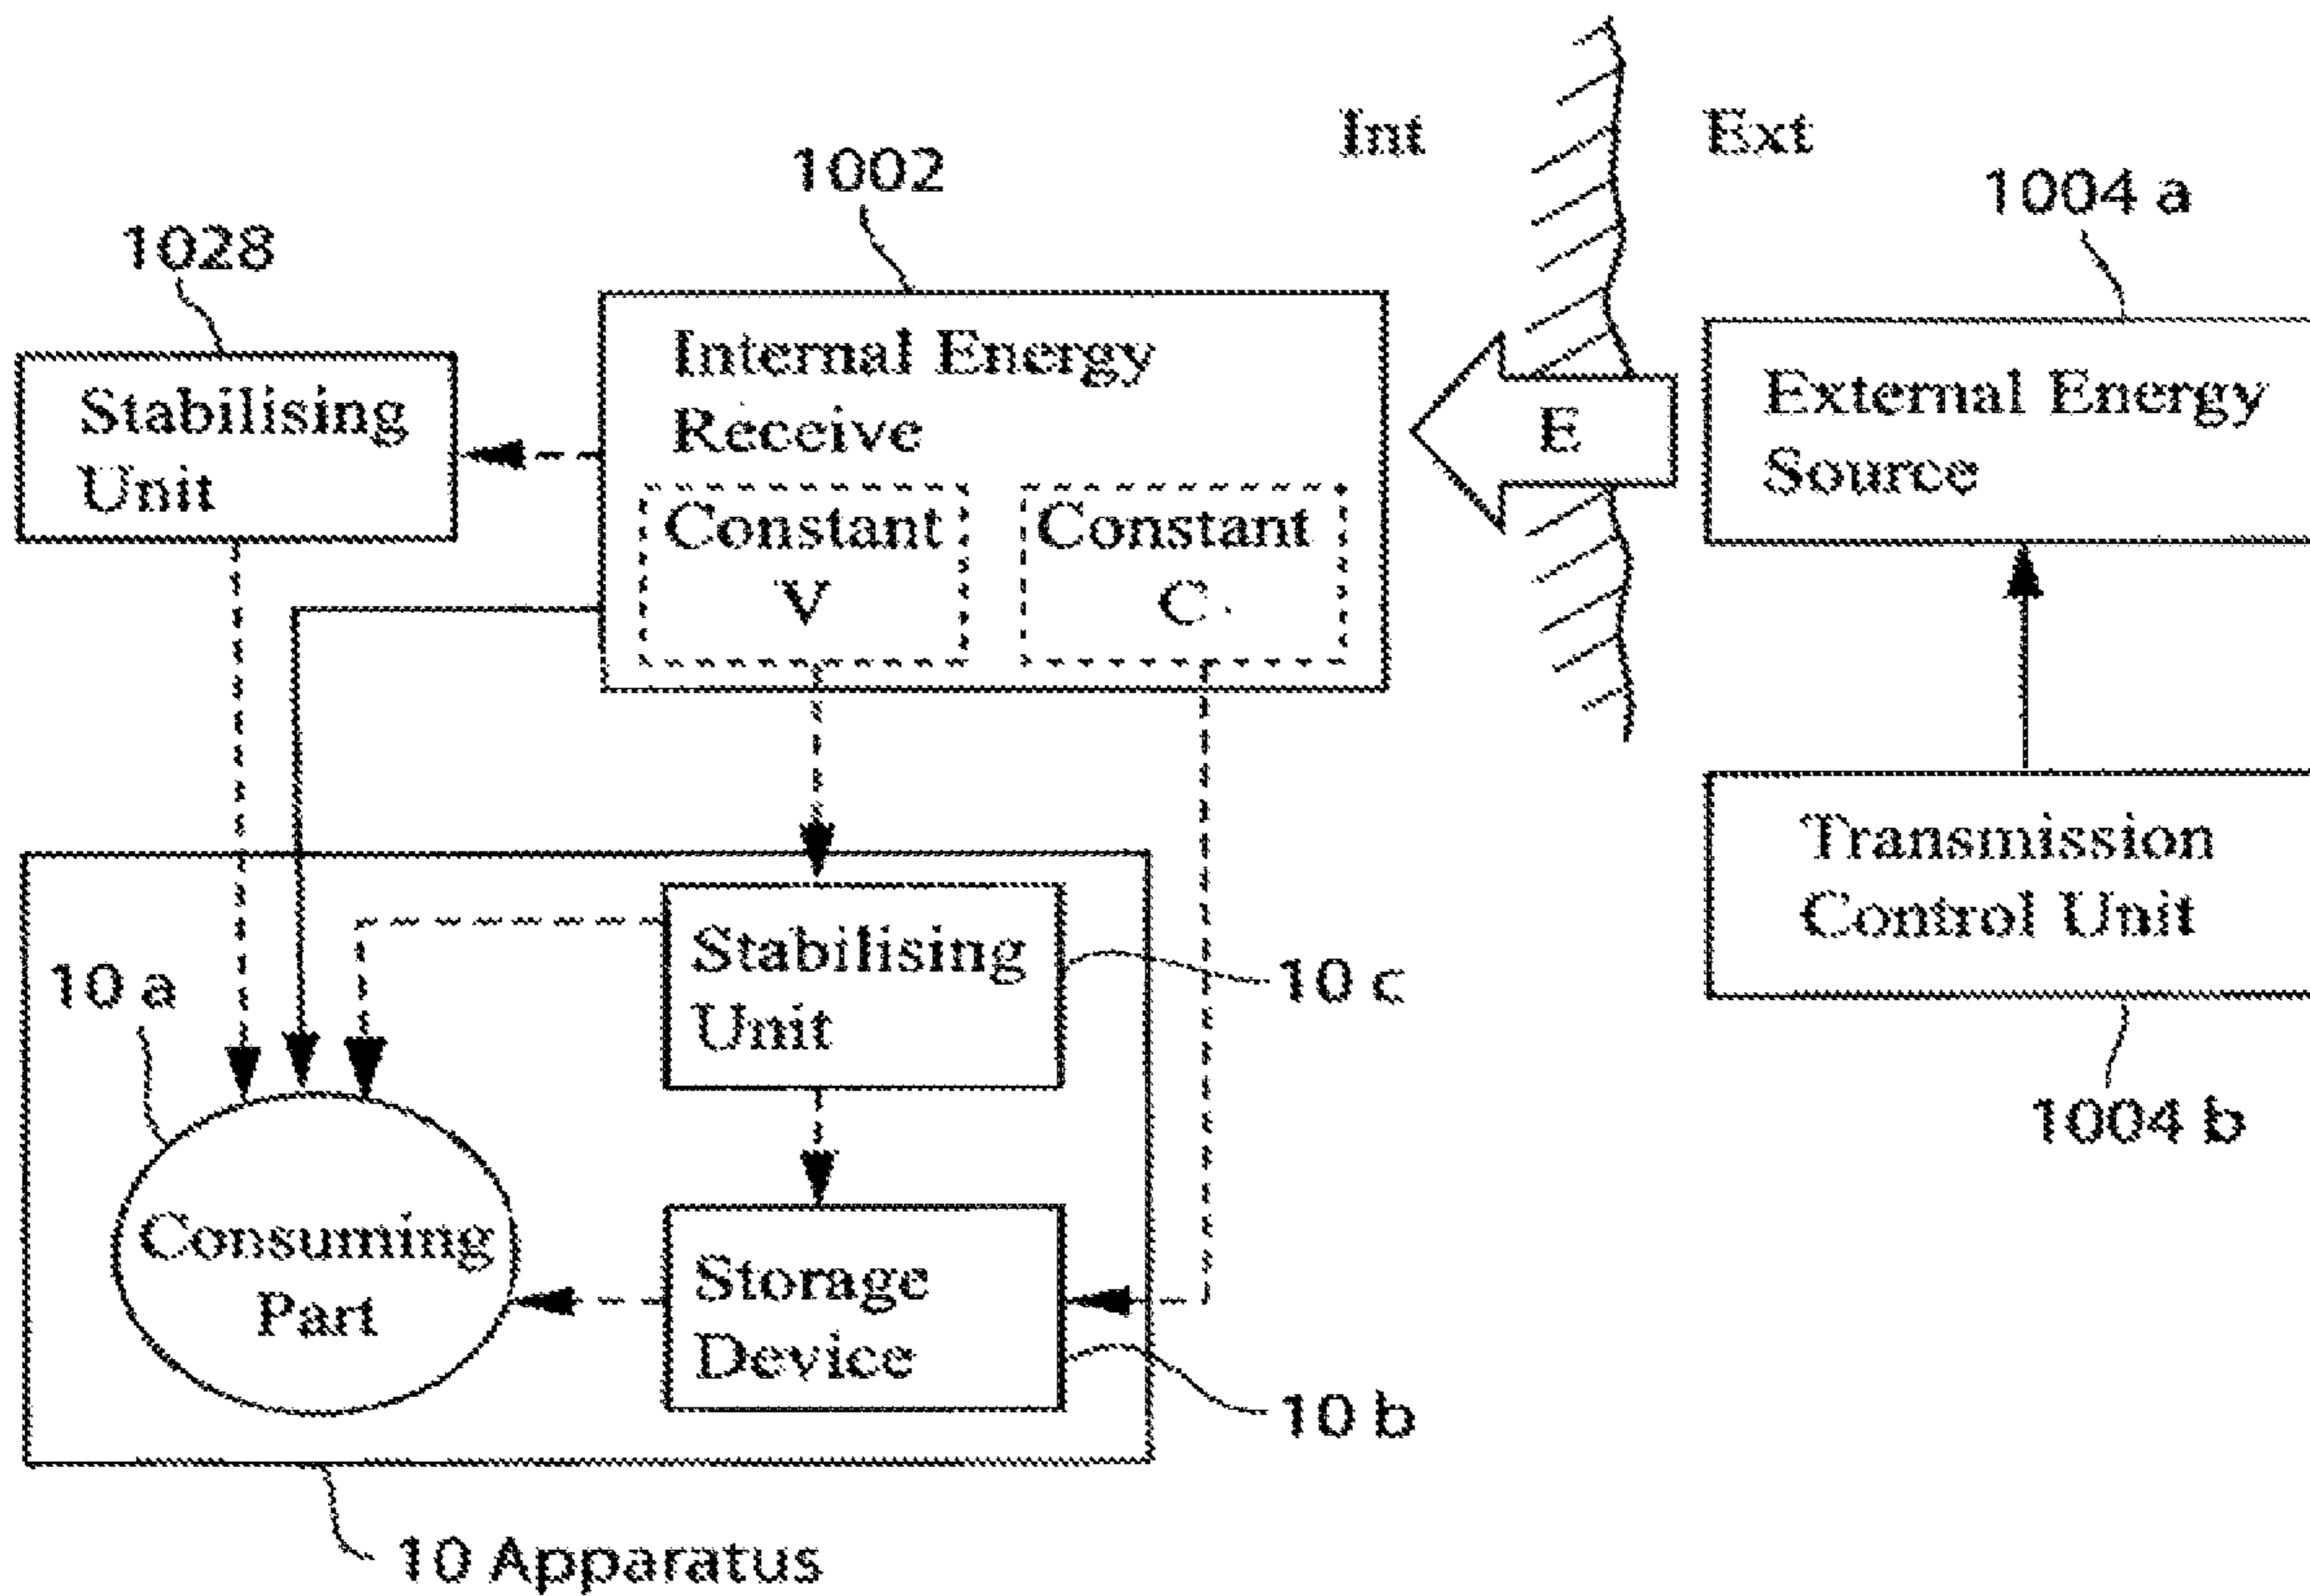 Int
Ext
1002
1004 a
1028
Internal Energy
Receive
Constant
V
Constant
C
Stabilising
Unit
E
External Energy
Source
Transmission
Control Unit
1004 b
Stabilising
Unit
10 c
10 a
Consuming
Part
Storage
Device
10 b
10 Apparatus